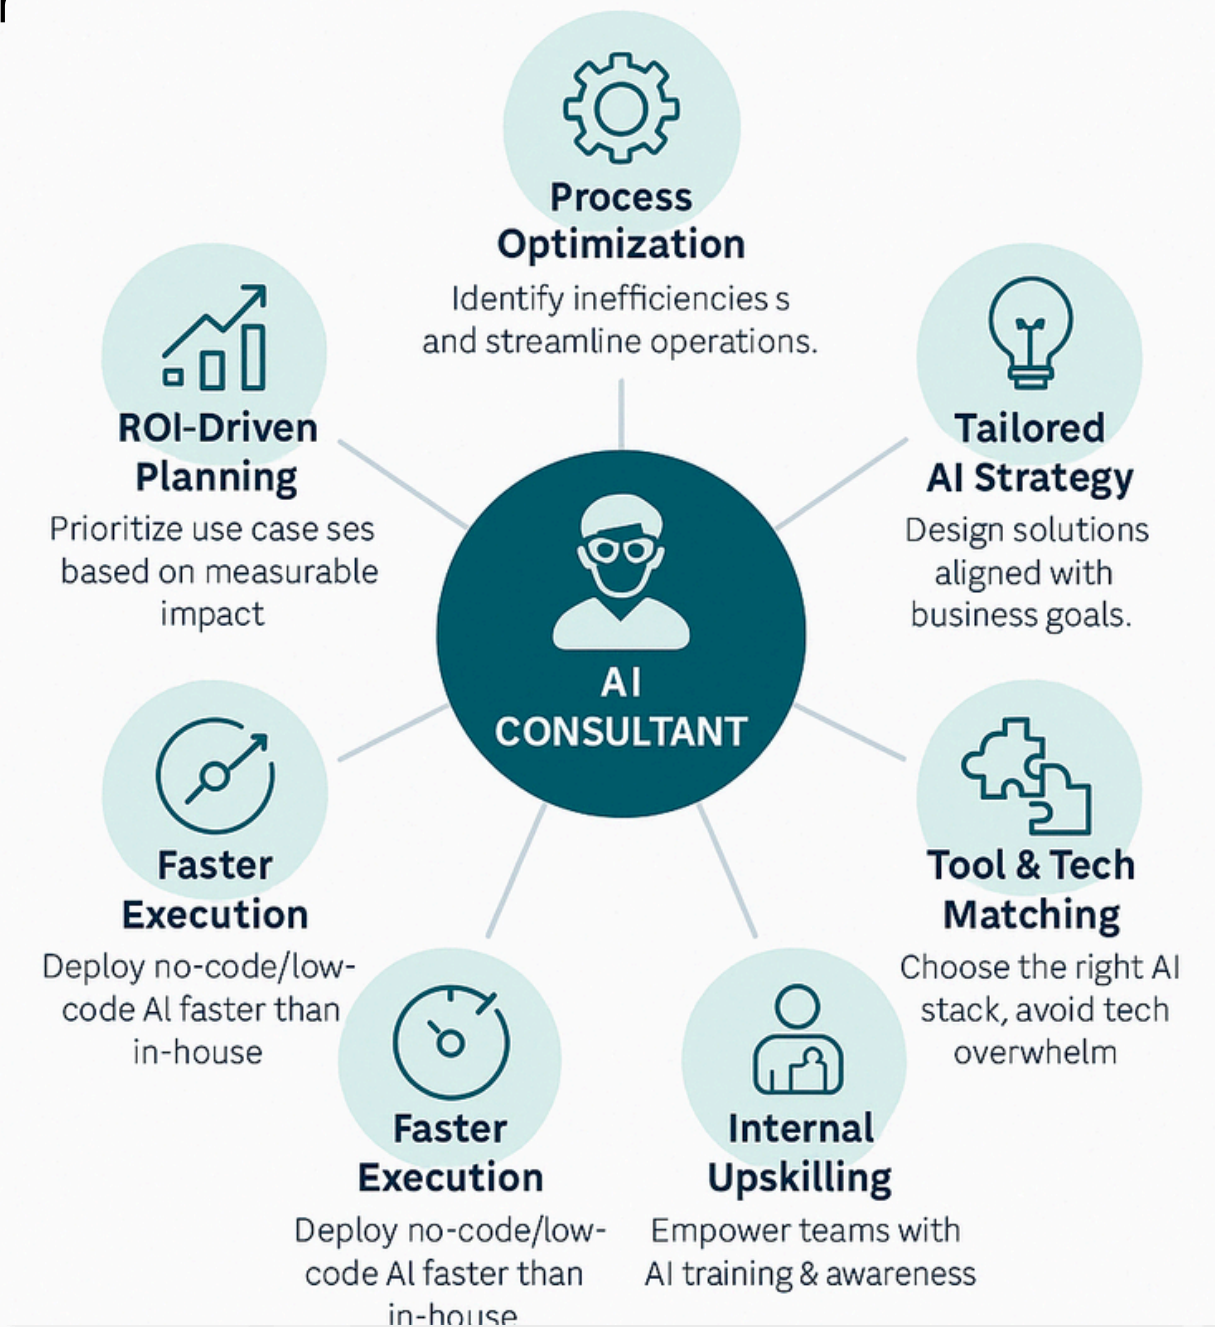 r
Process
Optimization
Identify inefficiencies s
and streamline operations.
ROI-Driven
Planning
Prioritize use case ses
based on measurable
impact
Tailored
AI Strategy
Design solutions
aligned with
business goals.
AI
CONSULTANT
Faster
Execution
Deploy no-code/low-
code AI faster than
in-house
Tool & Tech
Matching
Choose the right AI
stack, avoid tech
overwhelm
Faster
Execution
Deploy no-code/low-
code AI faster than
in-house
Internal
Upskilling
Empower teams with
AI training & awareness